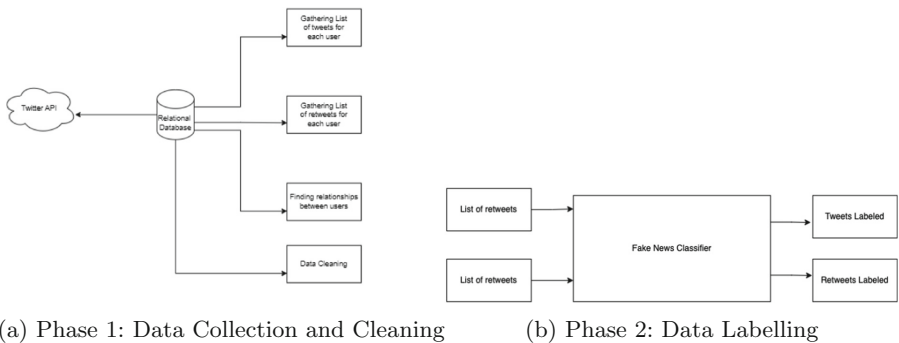 Gathering List
of tweets for
each user
Twitter API
Relational
Database
Gathering List
of retweets for
each user
Finding relationships
between users
Data Cleaning
List of retweets
List of retweets
Fake News Classifier
Tweets Labeled
Retweets Labeled
(a) Phase 1: Data Collection and Cleaning
(b) Phase 2: Data Labelling